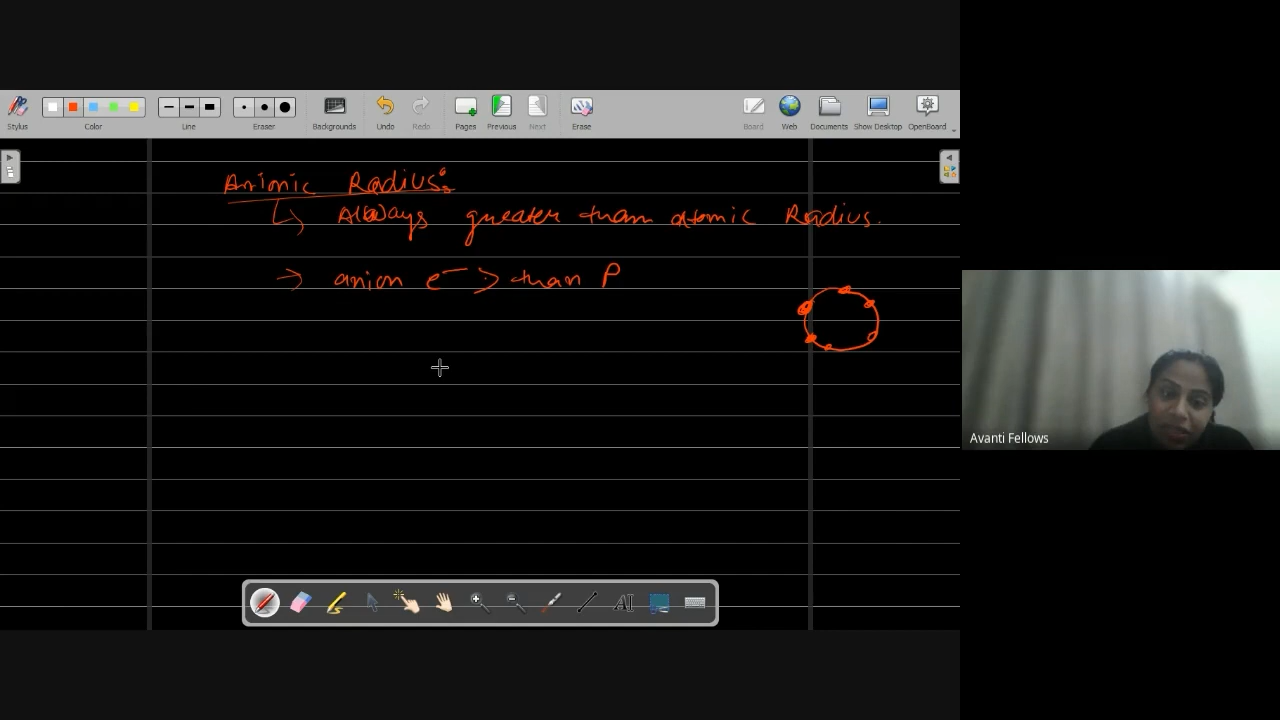 Stylus
Color
Line
Eraser
Backgrounds
Undo
Redo
Pages
Previous
Next
Erase
Board
Web
Documents
Show Desktop
OpenBoard
Anionic Radius:
↳ Always greater than atomic Radius.
→ anion e⁻ > than P
Avanti Fellows
AI